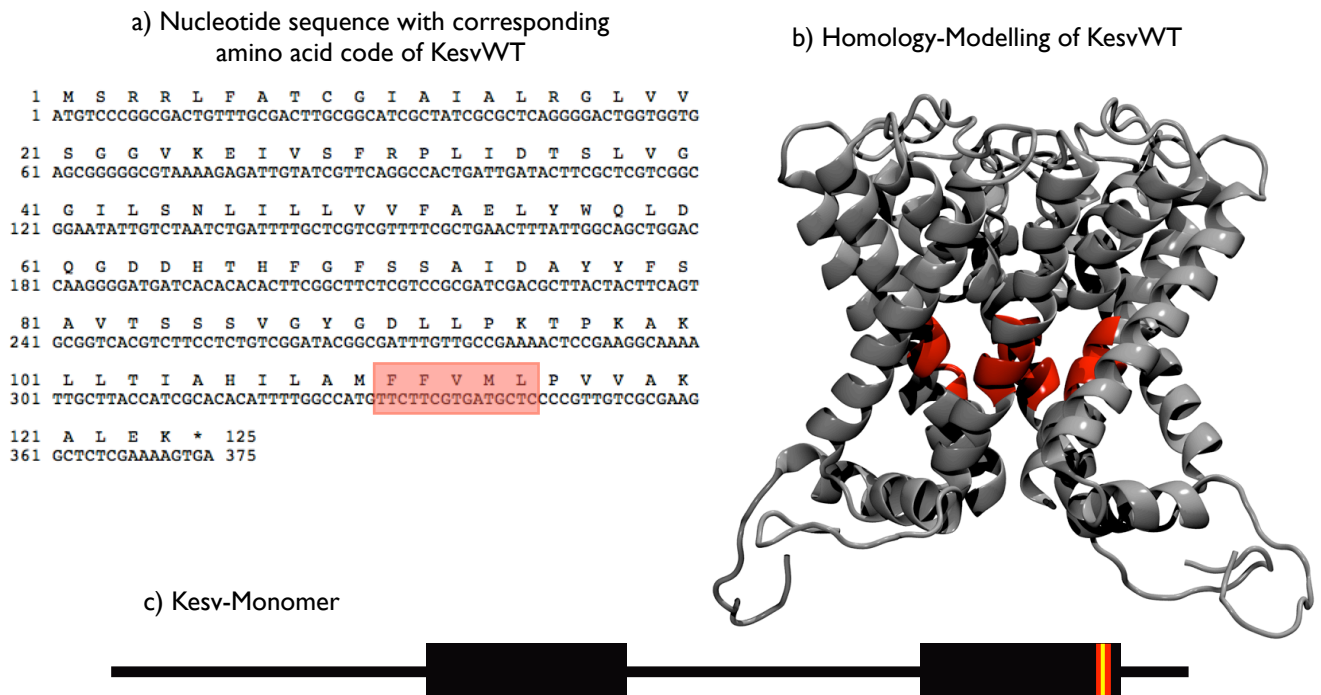 a) Nucleotide sequence with corresponding
amino acid code of KesvWT
1 M S R R L F A T C G I A I A L R G L V V
1 ATGTCCCGGCGACTGTTTGCGACTTGCGGCATCGCTATCGCGCTCAGGGGACTGGTGGTG
21 S G G V K E I V S F R P L I D T S L V G
61 AGCGGGGGCGTAAAAGAGATTGTATCGTTCAGGCCACTGATTGATACTTCGCTCGTCGGC
41 G I L S N L I L L V V F A E L Y W Q L D
121 GGAATATTGTCTAATCTGATTTTGCTCGTCGTTTTCGCTGAACTTTATTGGCAGCTGGAC
61 Q G D D H T H F G F S S A I D A Y Y F S
181 CAAGGGGATGATCACACACACTTCGGCTTCTCGTCCGCGATCGACGCTTACTACTTCAGT
81 A V T S S S V G Y G D L L P K T P K A K
241 GCGGTCACGTCTTCCTCTGTCGGATACGGCGATTTGTTGCCGAAAACTCCGAAGGCAAAA
101 L L T I A H I L A M F F V M L P V V A K
301 TTGCTTACCATCGCACACATTTTGGCCATGTTCTTCGTGATGCTCCCCGTTGTCGCGAAG
121 A L E K * 125
361 GCTCTCGAAAAGTGA 375
b) Homology-Modelling of KesvWT
c) Kesv-Monomer